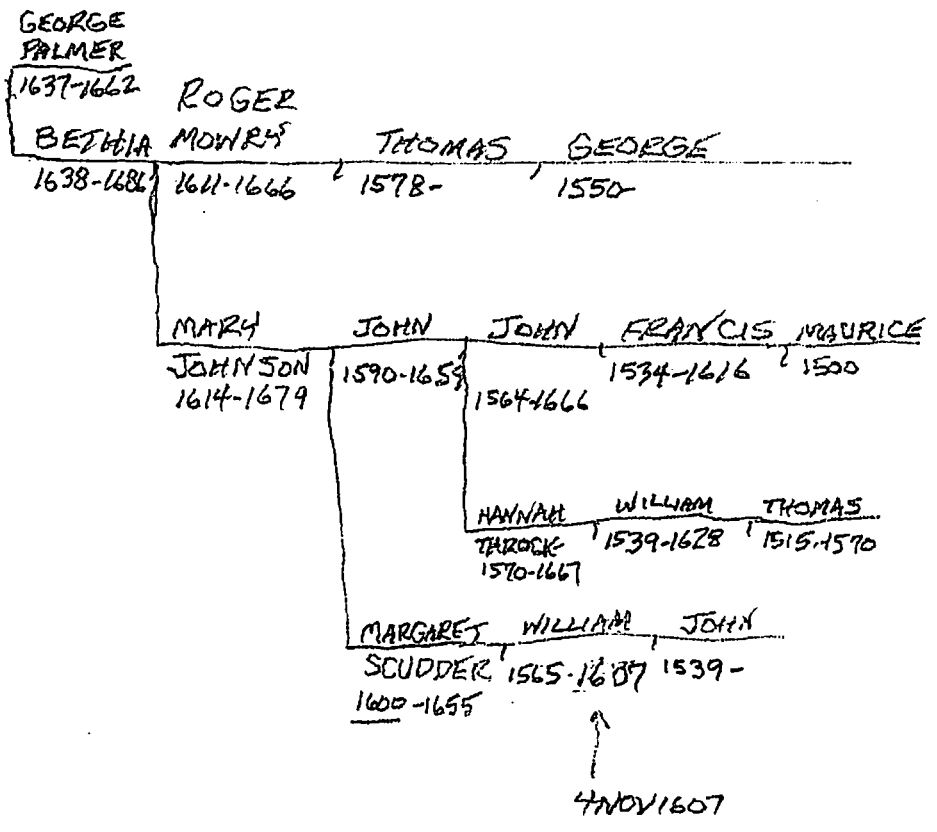 GEORGE
PALMER
1637-1662
ROGER
BETHIA MOWRY THOMAS GEORGE
1638-1686 1611-1666 1578- 1550-
MARY JOHN JOHN FRANCIS MAURICE
JOHNSON 1590-1659 1564-1666 1534-1616 1500
1614-1679
HANNAH WILLIAM THOMAS
THROCK- 1539-1628 1515-1570
1570-1667
MARGARET WILLIAM JOHN
SCUDDER 1565-1607 1539-
1600-1655
4NOV1607